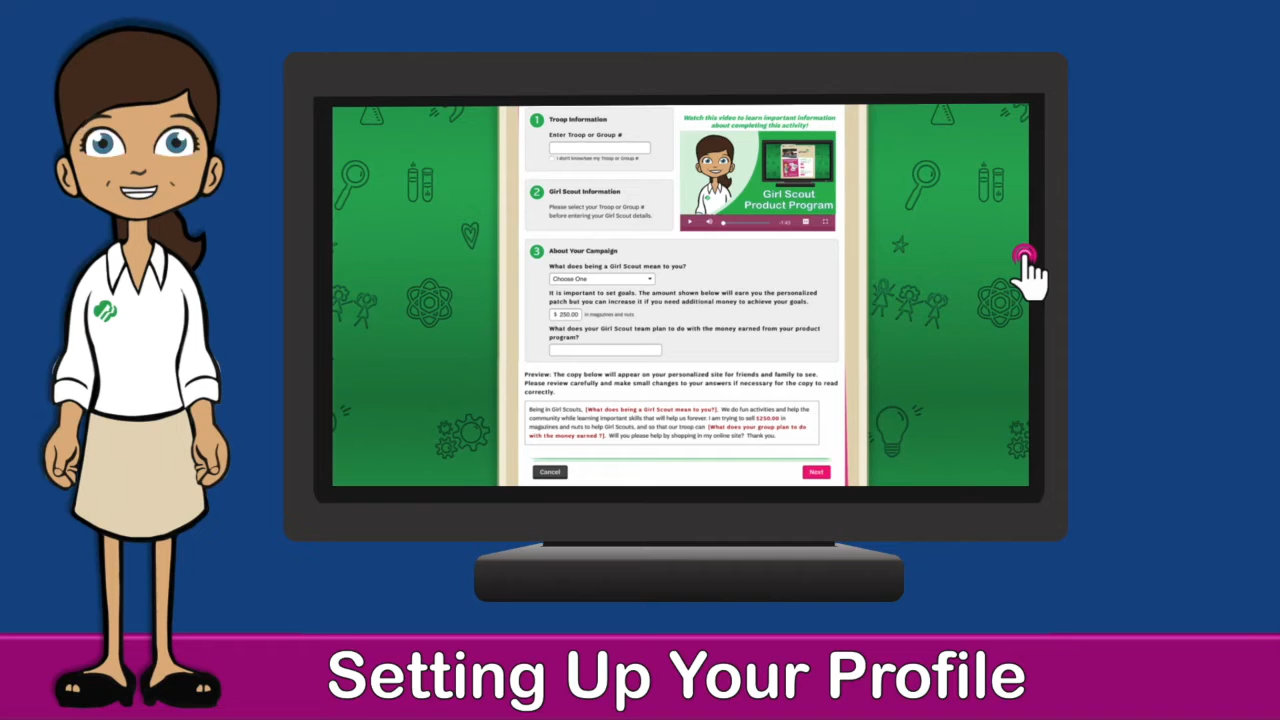 1 Troop Information
Enter Troop or Group #
I don't know/see my Troop or Group #
2 Girl Scout Information
Please select your Troop or Group #
before entering your Girl Scout details.
Watch this video to learn important information
about completing this activity!
Girl Scout
Product Program
-1:43
3 About Your Campaign
What does being a Girl Scout mean to you?
Choose One
It is important to set goals. The amount shown below will earn you the personalized
patch but you can increase it if you need additional money to achieve your goals.
$ 250.00 in magazines and nuts
What does your Girl Scout team plan to do with the money earned from your product
program?
Preview: The copy below will appear on your personalized site for friends and family to see.
Please review carefully and make small changes to your answers if necessary for the copy to read
correctly.
Being in Girl Scouts, [What does being a Girl Scout mean to you?]. We do fun activities and help the
community while learning important skills that will help us forever. I am trying to sell $250.00 in
magazines and nuts to help Girl Scouts, and so that our troop can [What does your group plan to do
with the money earned ?]. Will you please help by shopping in my online site? Thank you.
Cancel
Next
Setting Up Your Profile